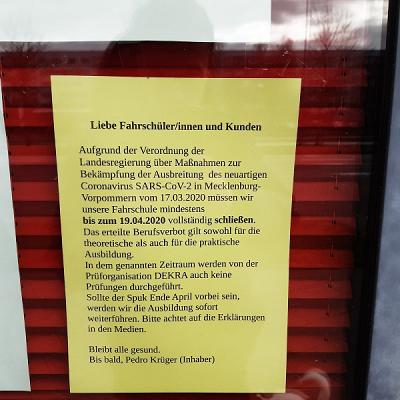 Liebe Fahrschüler/innen und Kunden
Aufgrund der Verordnung der
Landesregierung über Maßnahmen zur
Bekämpfung der Ausbreitung des neuartigen
Coronavirus SARS-CoV-2 in Mecklenburg-
Vorpommern vom 17.03.2020 müssen wir
unsere Fahrschule mindestens
bis zum 19.04.2020 vollständig schließen.
Das erteilte Berufsverbot gilt sowohl für die
theoretische als auch für die praktische
Ausbildung.
In dem genannten Zeitraum werden von der
Prüforganisation DEKRA auch keine
Prüfungen durchgeführt.
Sollte der Spuk Ende April vorbei sein,
werden wir die Ausbildung sofort
weiterführen. Bitte achtet auf die Erklärungen
in den Medien.
Bleibt alle gesund.
Bis bald, Pedro Krüger (Inhaber)